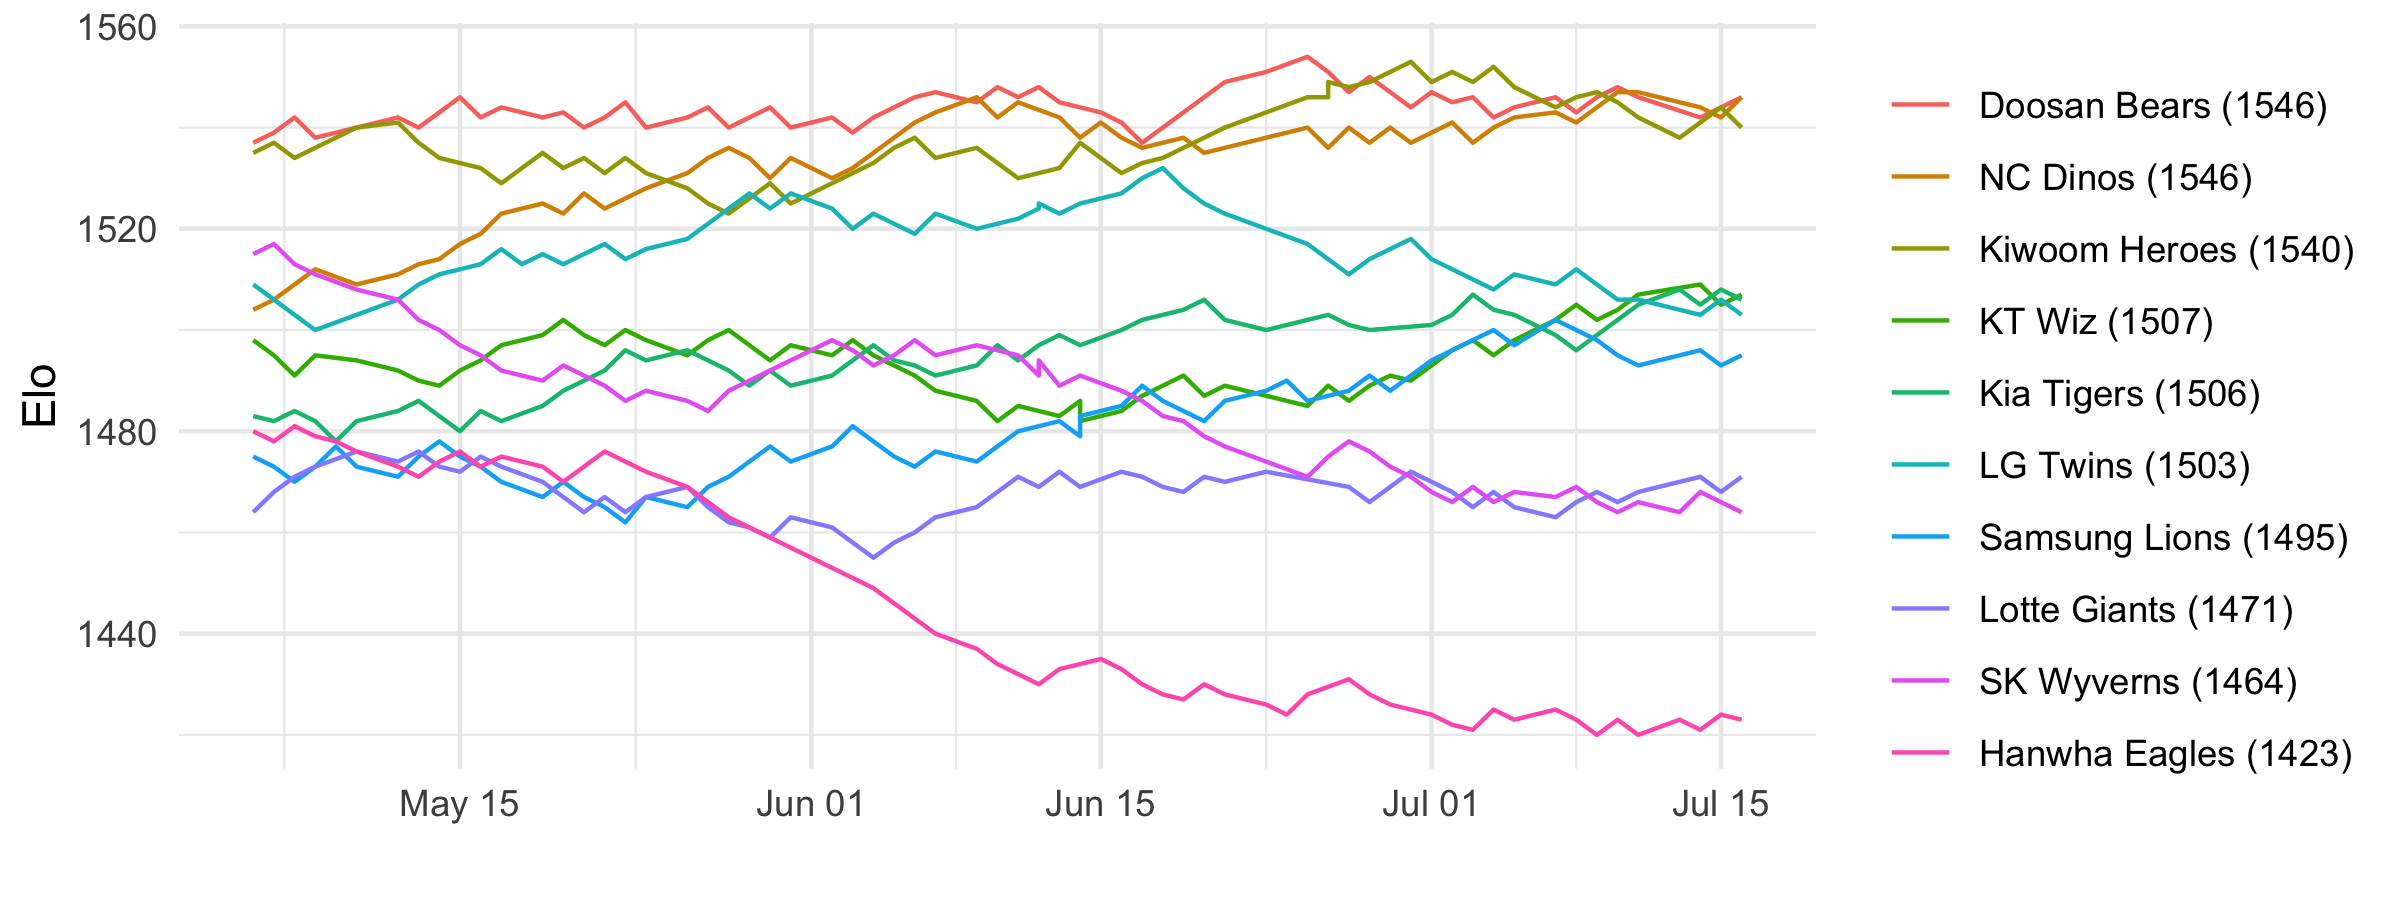 1560
1520
1480
1440
Elo
May 15
Jun 01
Jun 15
Jul 01
Jul 15
Doosan Bears (1546)
NC Dinos (1546)
Kiwoom Heroes (1540)
KT Wiz (1507)
Kia Tigers (1506)
LG Twins (1503)
Samsung Lions (1495)
Lotte Giants (1471)
SK Wyverns (1464)
Hanwha Eagles (1423)